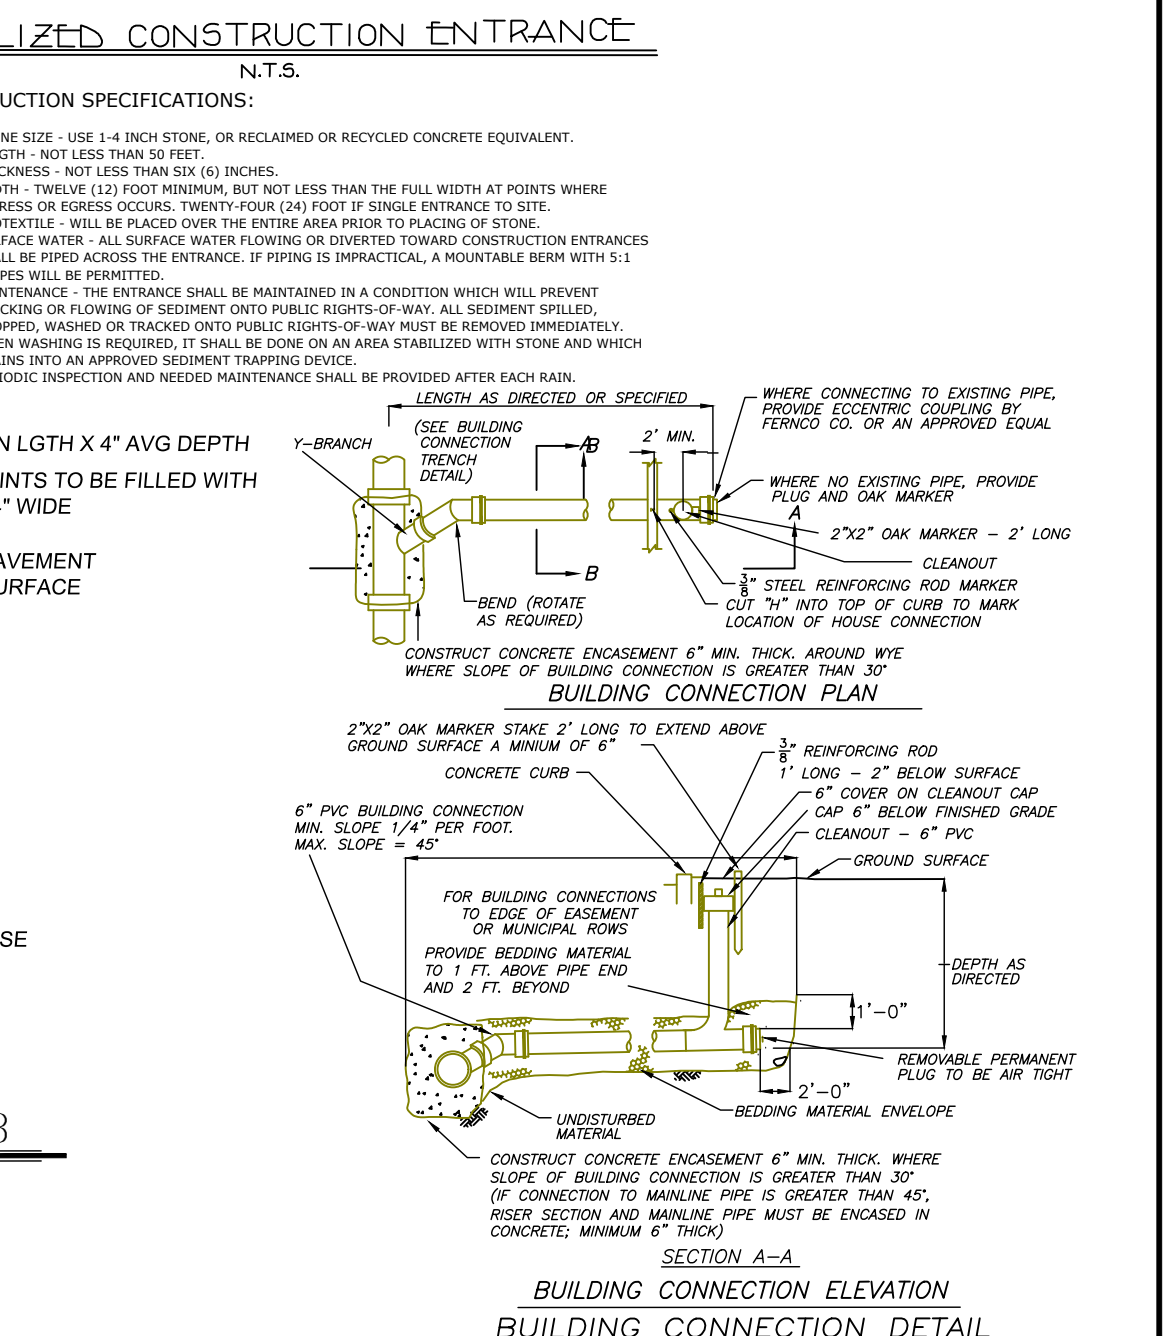 LIZED CONSTRUCTION ENTRANCE
N.T.S.
UCTION SPECIFICATIONS:
NE SIZE - USE 1-4 INCH STONE, OR RECLAIMED OR RECYCLED CONCRETE EQUIVALENT.
GTH - NOT LESS THAN 50 FEET.
CKNESS - NOT LESS THAN SIX (6) INCHES.
TH - TWELVE (12) FOOT MINIMUM, BUT NOT LESS THAN THE FULL WIDTH AT POINTS WHERE
RESS OR EGRESS OCCURS. TWENTY-FOUR (24) FOOT IF SINGLE ENTRANCE TO SITE.
TEXTILE - WILL BE PLACED OVER THE ENTIRE AREA PRIOR TO PLACING OF STONE.
FACE WATER - ALL SURFACE WATER FLOWING OR DIVERTED TOWARD CONSTRUCTION ENTRANCES
LL BE PIPED ACROSS THE ENTRANCE. IF PIPING IS IMPRACTICAL, A MOUNTABLE BERM WITH 5:1
PES WILL BE PERMITTED.
NTENANCE - THE ENTRANCE SHALL BE MAINTAINED IN A CONDITION WHICH WILL PREVENT
CKING OR FLOWING OF SEDIMENT ONTO PUBLIC RIGHTS-OF-WAY. ALL SEDIMENT SPILLED,
PPED, WASHED OR TRACKED ONTO PUBLIC RIGHTS-OF-WAY MUST BE REMOVED IMMEDIATELY.
EN WASHING IS REQUIRED, IT SHALL BE DONE ON AN AREA STABILIZED WITH STONE AND WHICH
AINS INTO AN APPROVED SEDIMENT TRAPPING DEVICE.
IODIC INSPECTION AND NEEDED MAINTENANCE SHALL BE PROVIDED AFTER EACH RAIN.
N LGTH X 4" AVG DEPTH
INTS TO BE FILLED WITH
4" WIDE
AVEMENT
URFACE
SE
LENGTH AS DIRECTED OR SPECIFIED
(SEE BUILDING
CONNECTION
TRENCH
DETAIL)
Y-BRANCH
A
B
2' MIN.
WHERE CONNECTING TO EXISTING PIPE,
PROVIDE ECCENTRIC COUPLING BY
FERNCO CO. OR AN APPROVED EQUAL
WHERE NO EXISTING PIPE, PROVIDE
PLUG AND OAK MARKER
A
2"X2" OAK MARKER - 2' LONG
CLEANOUT
B
3/8" STEEL REINFORCING ROD MARKER
CUT "H" INTO TOP OF CURB TO MARK
LOCATION OF HOUSE CONNECTION
BEND (ROTATE
AS REQUIRED)
CONSTRUCT CONCRETE ENCASEMENT 6" MIN. THICK. AROUND WYE
WHERE SLOPE OF BUILDING CONNECTION IS GREATER THAN 30°
BUILDING CONNECTION PLAN
2"X2" OAK MARKER STAKE 2' LONG TO EXTEND ABOVE
GROUND SURFACE A MINIUM OF 6"
3/8" REINFORCING ROD
1' LONG - 2" BELOW SURFACE
CONCRETE CURB
6" COVER ON CLEANOUT CAP
CAP 6" BELOW FINISHED GRADE
CLEANOUT - 6" PVC
GROUND SURFACE
6" PVC BUILDING CONNECTION
MIN. SLOPE 1/4" PER FOOT.
MAX. SLOPE = 45°
FOR BUILDING CONNECTIONS
TO EDGE OF EASEMENT
OR MUNICIPAL ROWS
PROVIDE BEDDING MATERIAL
TO 1 FT. ABOVE PIPE END
AND 2 FT. BEYOND
DEPTH AS
DIRECTED
1'-0"
REMOVABLE PERMANENT
PLUG TO BE AIR TIGHT
2'-0"
BEDDING MATERIAL ENVELOPE
UNDISTURBED
MATERIAL
CONSTRUCT CONCRETE ENCASEMENT 6" MIN. THICK. WHERE
SLOPE OF BUILDING CONNECTION IS GREATER THAN 30°
(IF CONNECTION TO MAINLINE PIPE IS GREATER THAN 45°,
RISER SECTION AND MAINLINE PIPE MUST BE ENCASED IN
CONCRETE; MINIMUM 6" THICK)
SECTION A-A
BUILDING CONNECTION ELEVATION
BUILDING CONNECTION DETAIL